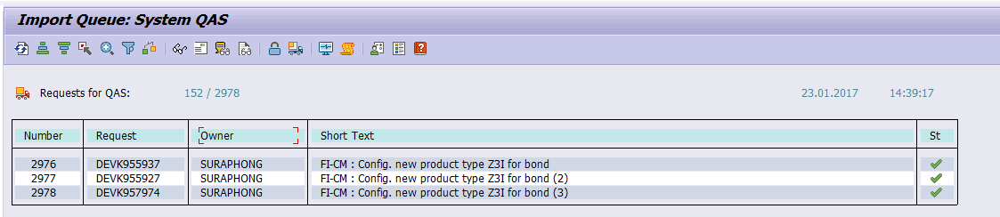 Import Queue: System QAS
Requests for QAS: 152 / 2978 23.01.2017 14:39:17
Number Request Owner Short Text St
2976 DEVK955937 SURAPHONG FI-CM : Config. new product type Z3I for bond
2977 DEVK955927 SURAPHONG FI-CM : Config. new product type Z3I for bond (2)
2978 DEVK957974 SURAPHONG FI-CM : Config. new product type Z3I for bond (3)